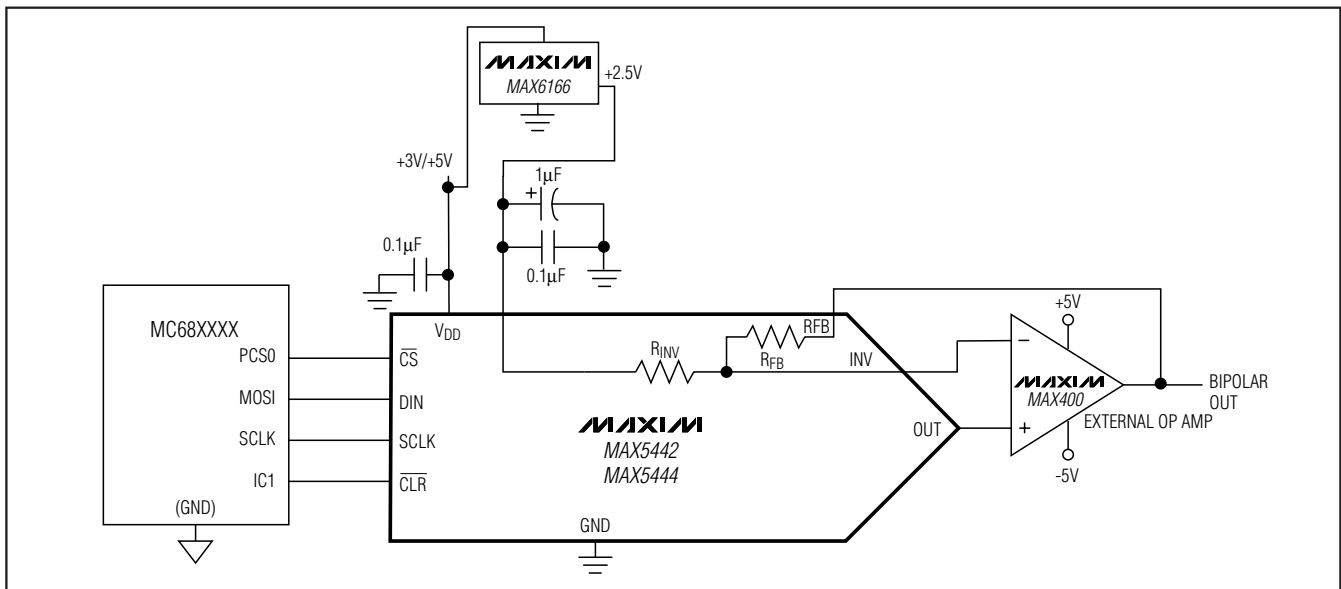 MAXIM
MAX6166
+2.5V
+3V/+5V
1µF
+
0.1µF
0.1µF
MC68XXXX
PCS0
MOSI
SCLK
IC1
(GND)
VDD
CS
DIN
SCLK
CLR
RINV
RFB
RFB
INV
MAXIM
MAX5442
MAX5444
OUT
GND
+5V
−
MAXIM
MAX400
EXTERNAL OP AMP
+
-5V
BIPOLAR
OUT